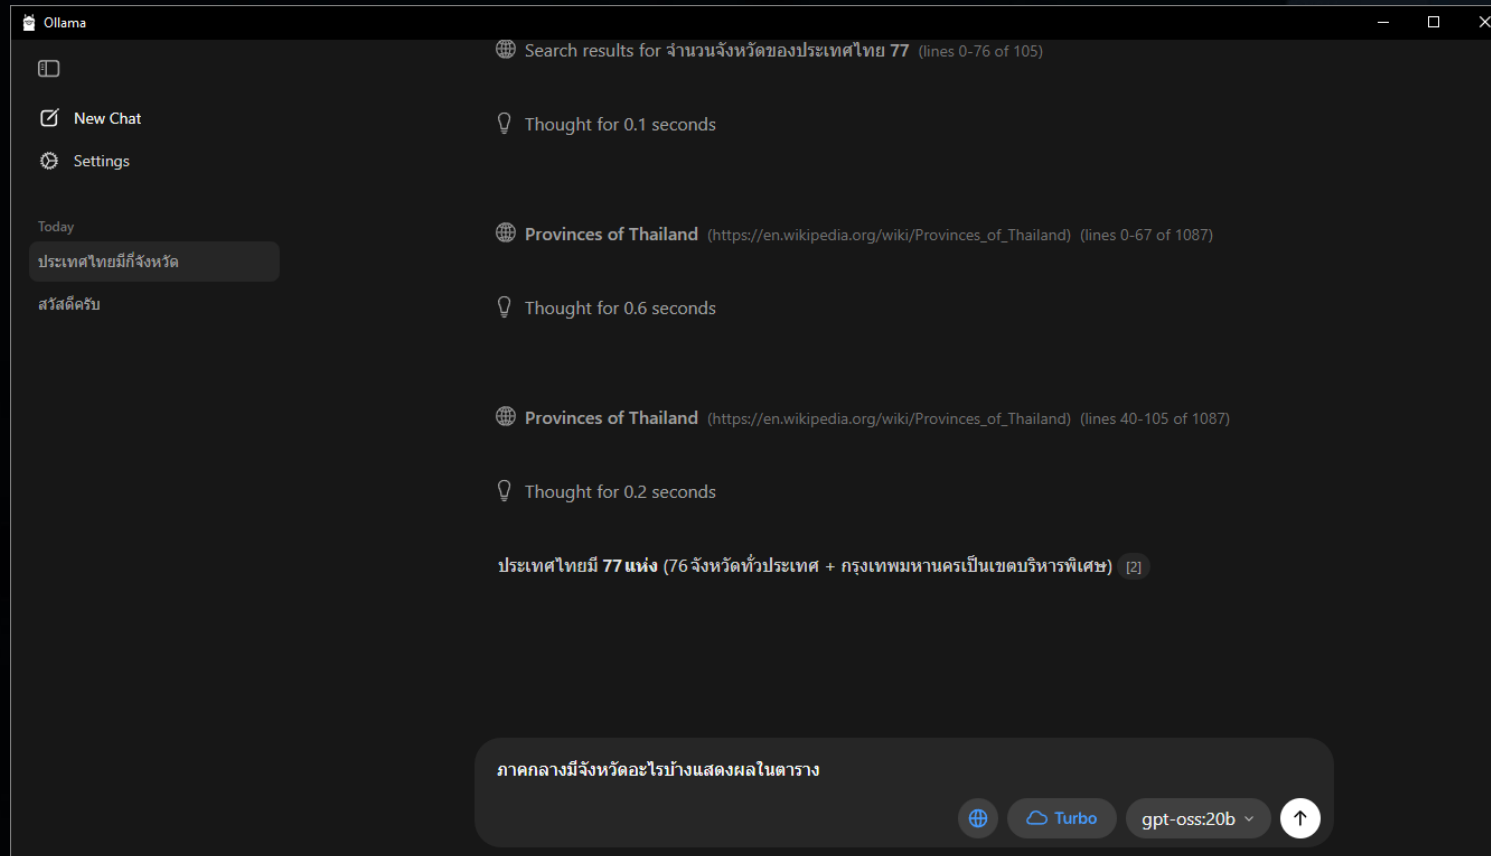 Ollama
Search results for จำนวนจังหวัดของประเทศไทย 77 (lines 0-76 of 105)
New Chat
Thought for 0.1 seconds
Settings
Today
Provinces of Thailand (https://en.wikipedia.org/wiki/Provinces_of_Thailand) (lines 0-67 of 1087)
ประเทศไทยมีกี่จังหวัด
สวัสดีครับ
Thought for 0.6 seconds
Provinces of Thailand (https://en.wikipedia.org/wiki/Provinces_of_Thailand) (lines 40-105 of 1087)
Thought for 0.2 seconds
ประเทศไทยมี 77 แห่ง (76 จังหวัดทั่วประเทศ + กรุงเทพมหานครเป็นเขตบริหารพิเศษ) [2]
ภาคกลางมีจังหวัดอะไรบ้างแสดงผลในตาราง
Turbo gpt-oss:20b